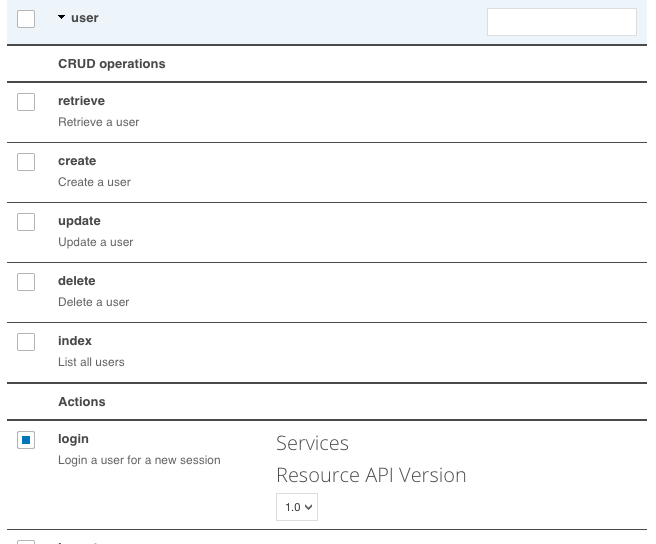 user
CRUD operations
retrieve
Retrieve a user
create
Create a user
update
Update a user
delete
Delete a user
index
List all users
Actions
login
Login a user for a new session
Services
Resource API Version
1.0